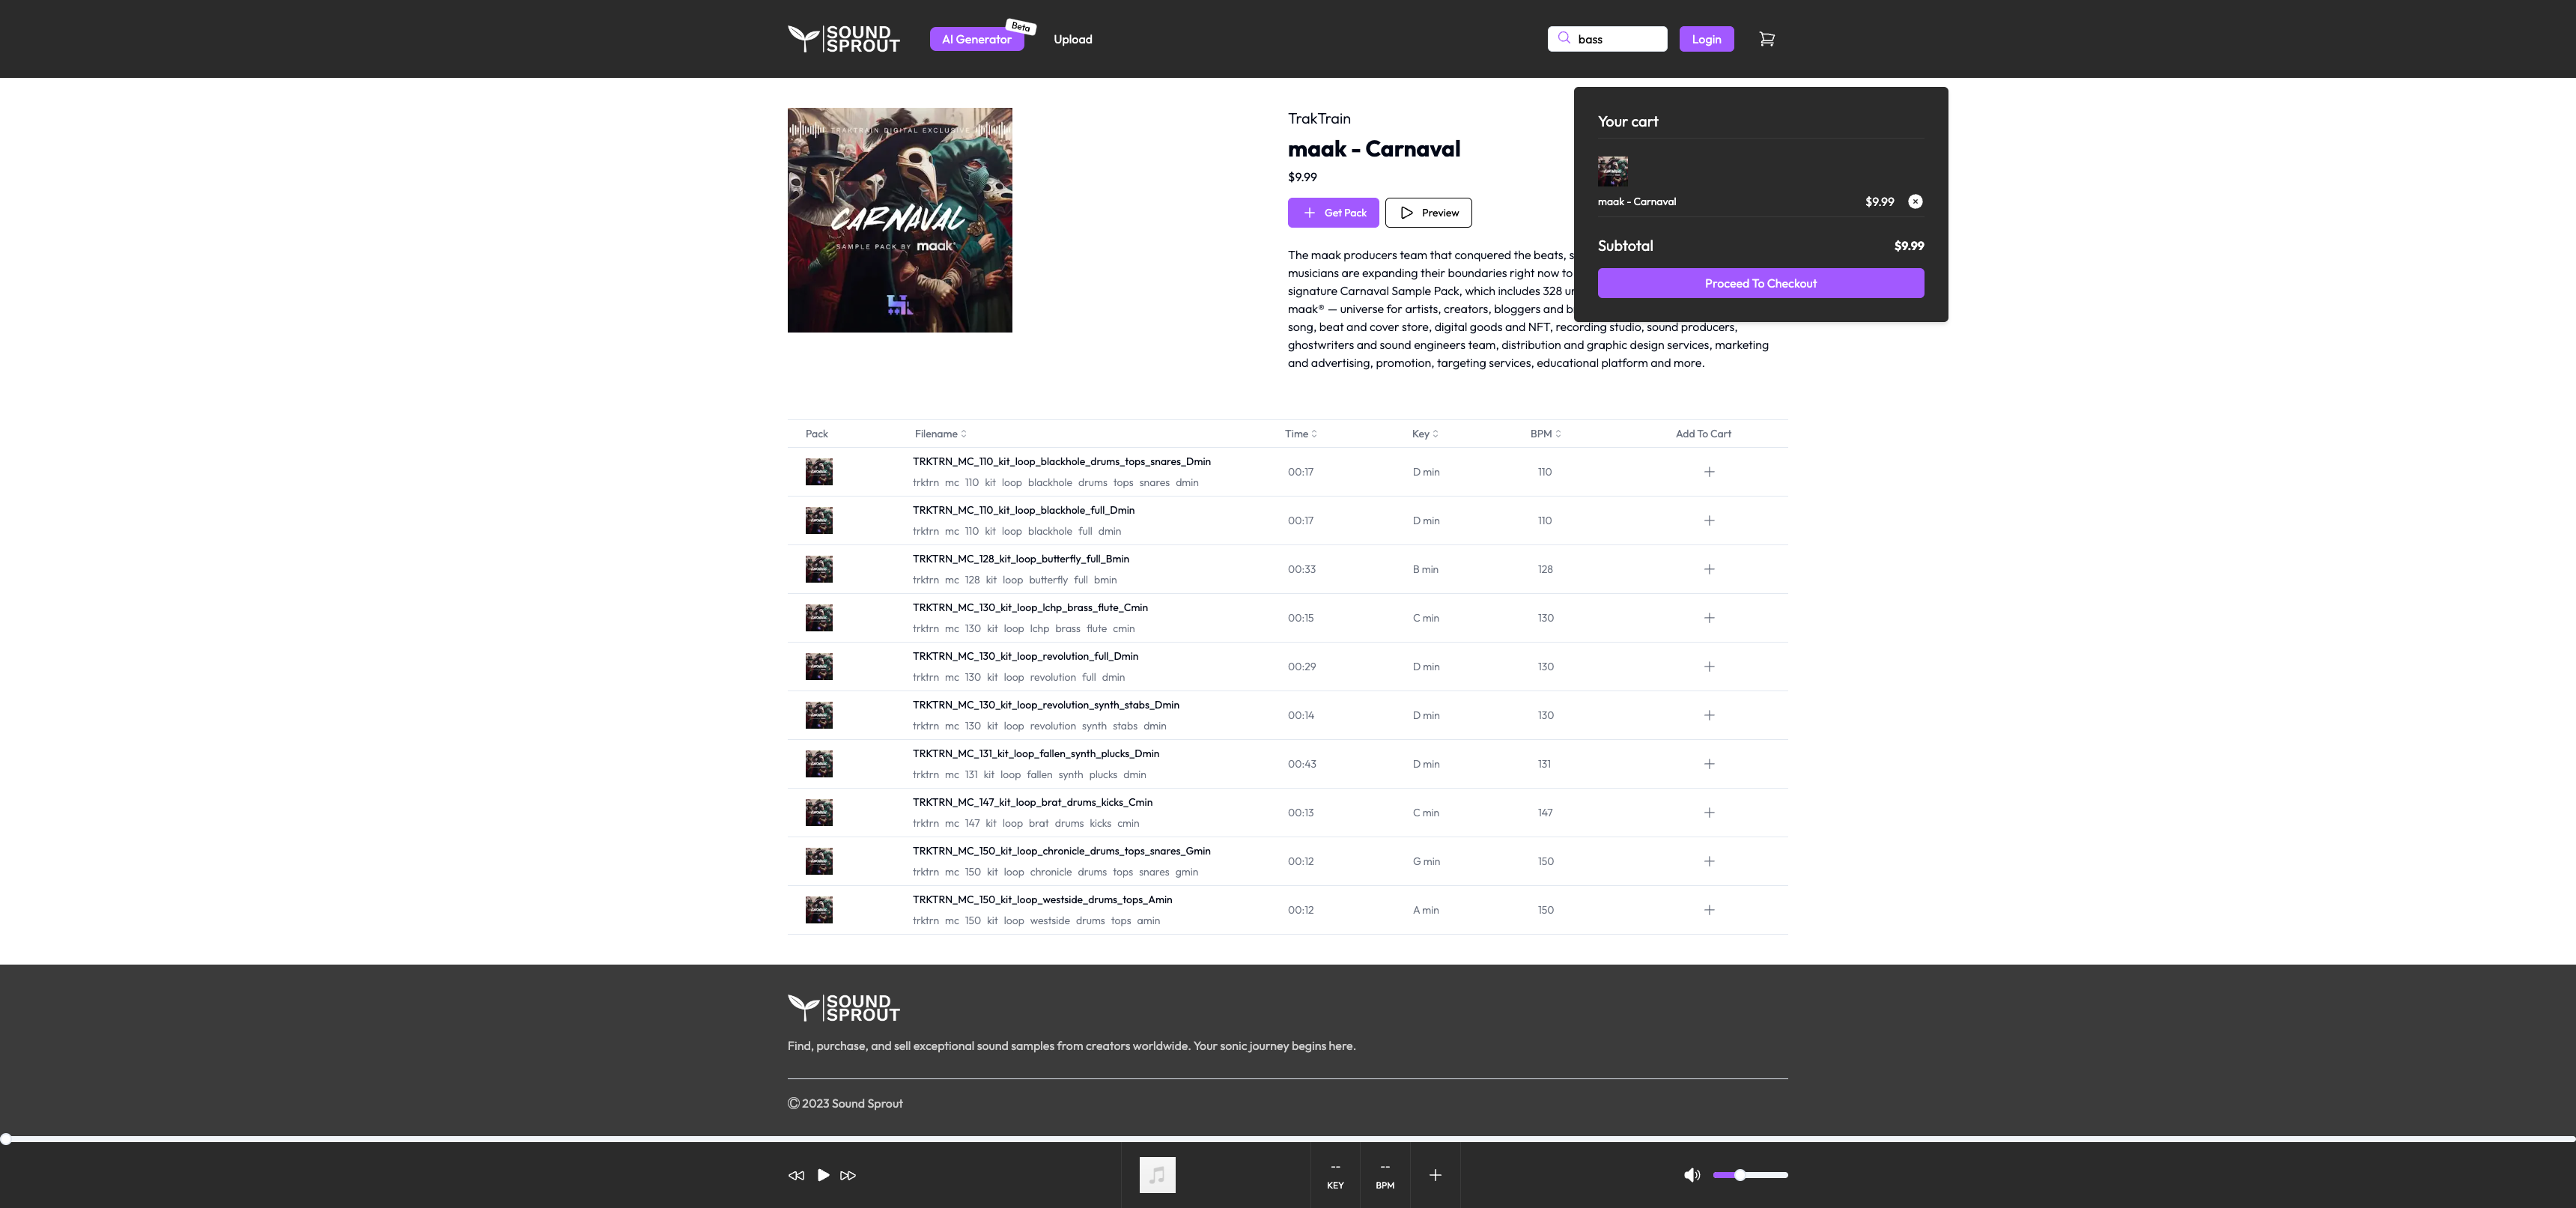 SOUND
SPROUT
AI Generator
Beta
Upload
bass
Login
TRAKTRAIN DIGITAL EXCLUSIVE
CARNAVAL
SAMPLE PACK BY maak®
TrakTrain
maak - Carnaval
$9.99
Get Pack
Preview
The maak producers team that conquered the beats, s
musicians are expanding their boundaries right now to
signature Carnaval Sample Pack, which includes 328 u
maak® — universe for artists, creators, bloggers and b
song, beat and cover store, digital goods and NFT, recording studio, sound producers,
ghostwriters and sound engineers team, distribution and graphic design services, marketing
and advertising, promotion, targeting services, educational platform and more.
Your cart
maak - Carnaval $9.99
Subtotal $9.99
Proceed To Checkout
Pack Filename Time Key BPM Add To Cart
TRKTRN_MC_110_kit_loop_blackhole_drums_tops_snares_Dmin
trktrn mc 110 kit loop blackhole drums tops snares dmin
00:17 D min 110
TRKTRN_MC_110_kit_loop_blackhole_full_Dmin
trktrn mc 110 kit loop blackhole full dmin
00:17 D min 110
TRKTRN_MC_128_kit_loop_butterfly_full_Bmin
trktrn mc 128 kit loop butterfly full bmin
00:33 B min 128
TRKTRN_MC_130_kit_loop_lchp_brass_flute_Cmin
trktrn mc 130 kit loop lchp brass flute cmin
00:15 C min 130
TRKTRN_MC_130_kit_loop_revolution_full_Dmin
trktrn mc 130 kit loop revolution full dmin
00:29 D min 130
TRKTRN_MC_130_kit_loop_revolution_synth_stabs_Dmin
trktrn mc 130 kit loop revolution synth stabs dmin
00:14 D min 130
TRKTRN_MC_131_kit_loop_fallen_synth_plucks_Dmin
trktrn mc 131 kit loop fallen synth plucks dmin
00:43 D min 131
TRKTRN_MC_147_kit_loop_brat_drums_kicks_Cmin
trktrn mc 147 kit loop brat drums kicks cmin
00:13 C min 147
TRKTRN_MC_150_kit_loop_chronicle_drums_tops_snares_Gmin
trktrn mc 150 kit loop chronicle drums tops snares gmin
00:12 G min 150
TRKTRN_MC_150_kit_loop_westside_drums_tops_Amin
trktrn mc 150 kit loop westside drums tops amin
00:12 A min 150
SOUND
SPROUT
Find, purchase, and sell exceptional sound samples from creators worldwide. Your sonic journey begins here.
© 2023 Sound Sprout
-- --
KEY BPM